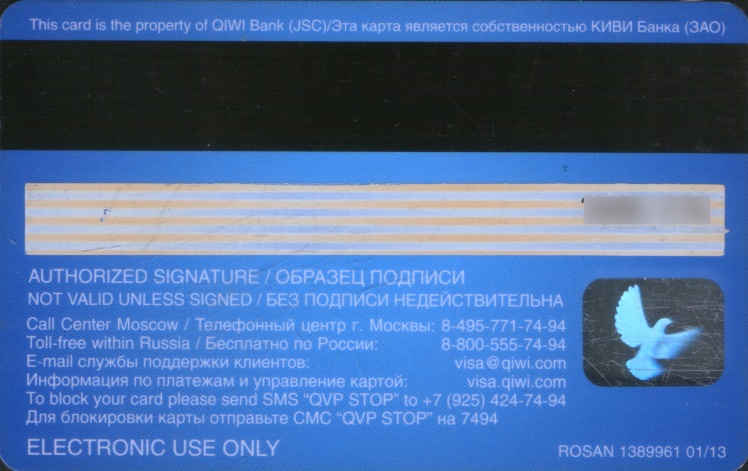 This card is the property of QIWI Bank (JSC)/Эта карта является собственностью КИВИ Банка (ЗАО)
AUTHORIZED SIGNATURE / ОБРАЗЕЦ ПОДПИСИ
NOT VALID UNLESS SIGNED / БЕЗ ПОДПИСИ НЕДЕЙСТВИТЕЛЬНА
Call Center Moscow / Телефонный центр г. Москвы: 8-495-771-74-94
Toll-free within Russia / Бесплатно по России: 8-800-555-74-94
E-mail службы поддержки клиентов: visa@qiwi.com
Информация по платежам и управление картой: visa.qiwi.com
To block your card please send SMS “QVP STOP” to +7 (925) 424-74-94
Для блокировки карты отправьте СМС “QVP STOP” на 7494
ELECTRONIC USE ONLY
ROSAN 1389961 01/13